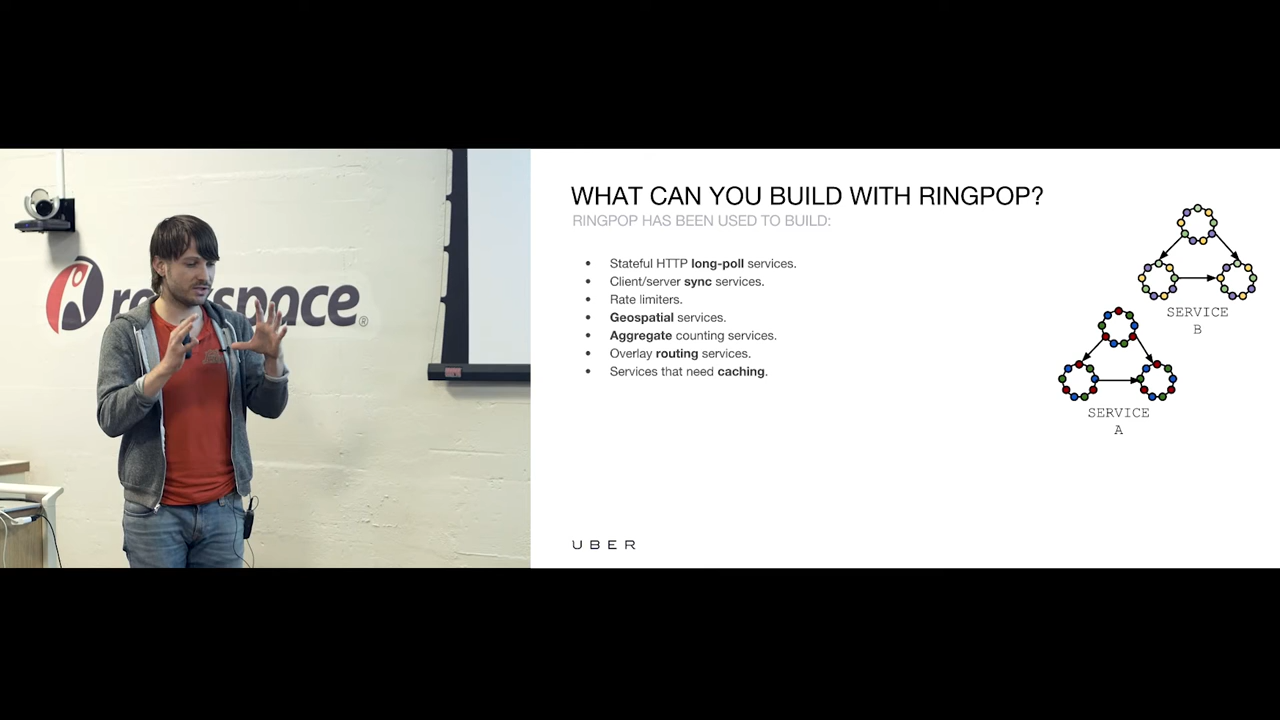 rackspace®
WHAT CAN YOU BUILD WITH RINGPOP?
RINGPOP HAS BEEN USED TO BUILD:
• Stateful HTTP long-poll services.
• Client/server sync services.
• Rate limiters.
• Geospatial services.
• Aggregate counting services.
• Overlay routing services.
• Services that need caching.
SERVICE
B
SERVICE
A
UBER